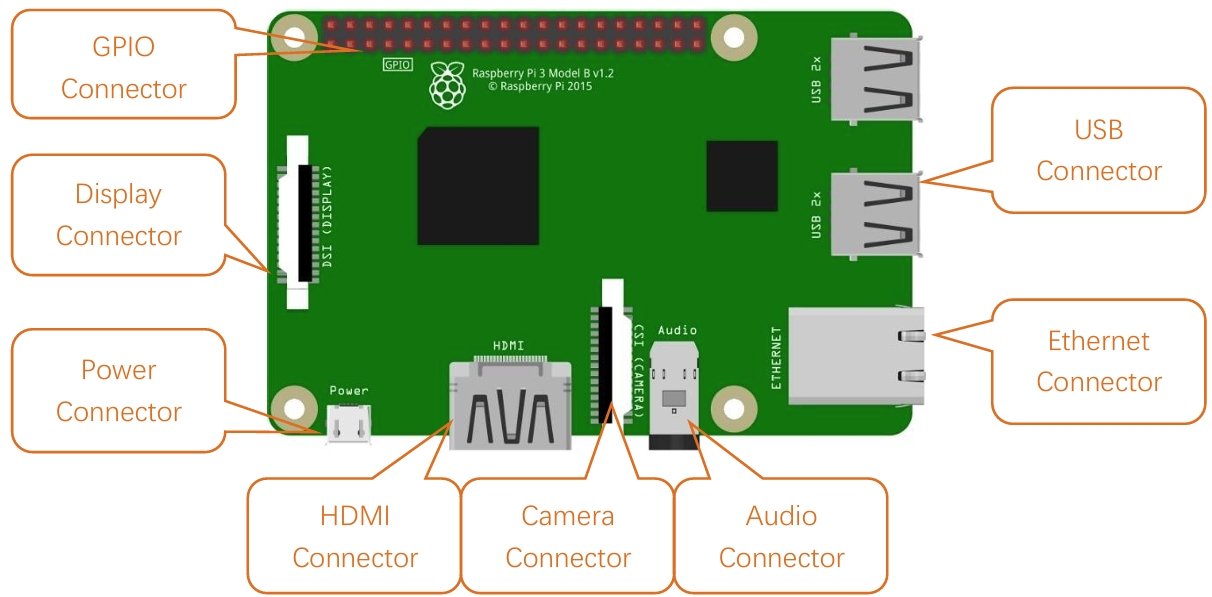 GPIO
Connector
GPIO
Raspberry Pi 3 Model B v1.2
© Raspberry Pi 2015
USB 2x
USB
Connector
Display
Connector
DSI (DISPLAY)
USB 2x
Power
Connector
Power
HDMI
CSI (CAMERA)
Audio
ETHERNET
Ethernet
Connector
HDMI
Connector
Camera
Connector
Audio
Connector